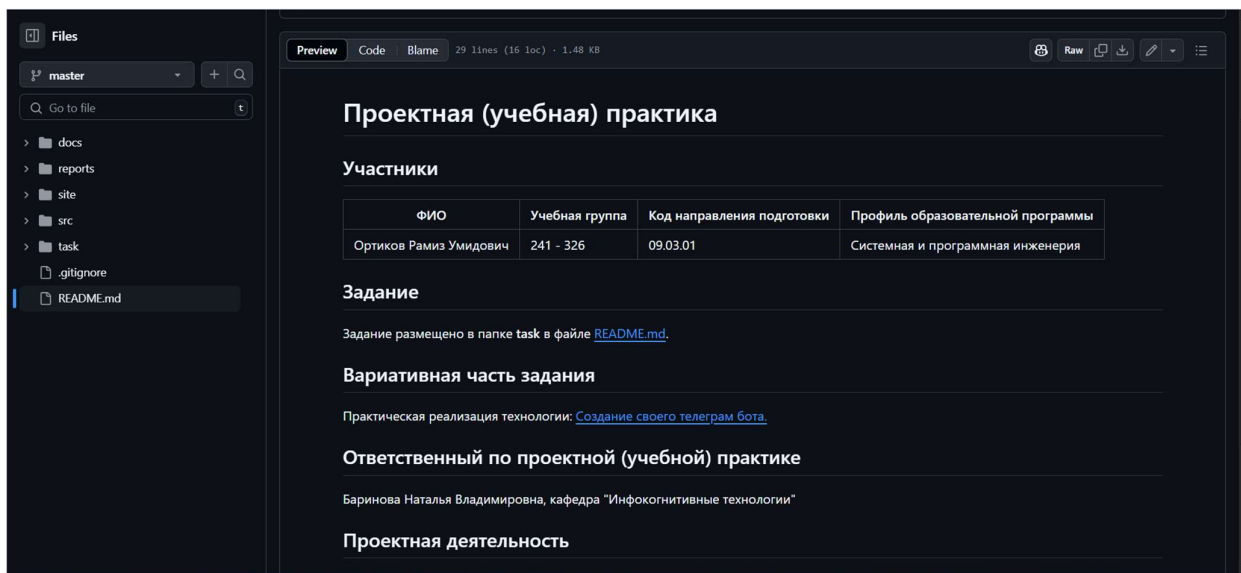 Files
master
Go to file
t
docs
reports
site
src
task
.gitignore
README.md
Preview Code Blame 29 lines (16 loc) · 1.48 KB
Raw
Проектная (учебная) практика
Участники
ФИО Учебная группа Код направления подготовки Профиль образовательной программы
Ортиков Рамиз Умидович 241 - 326 09.03.01 Системная и программная инженерия
Задание
Задание размещено в папке task в файле README.md.
Вариативная часть задания
Практическая реализация технологии: Создание своего телеграм бота.
Ответственный по проектной (учебной) практике
Баринова Наталья Владимировна, кафедра "Инфокогнитивные технологии"
Проектная деятельность